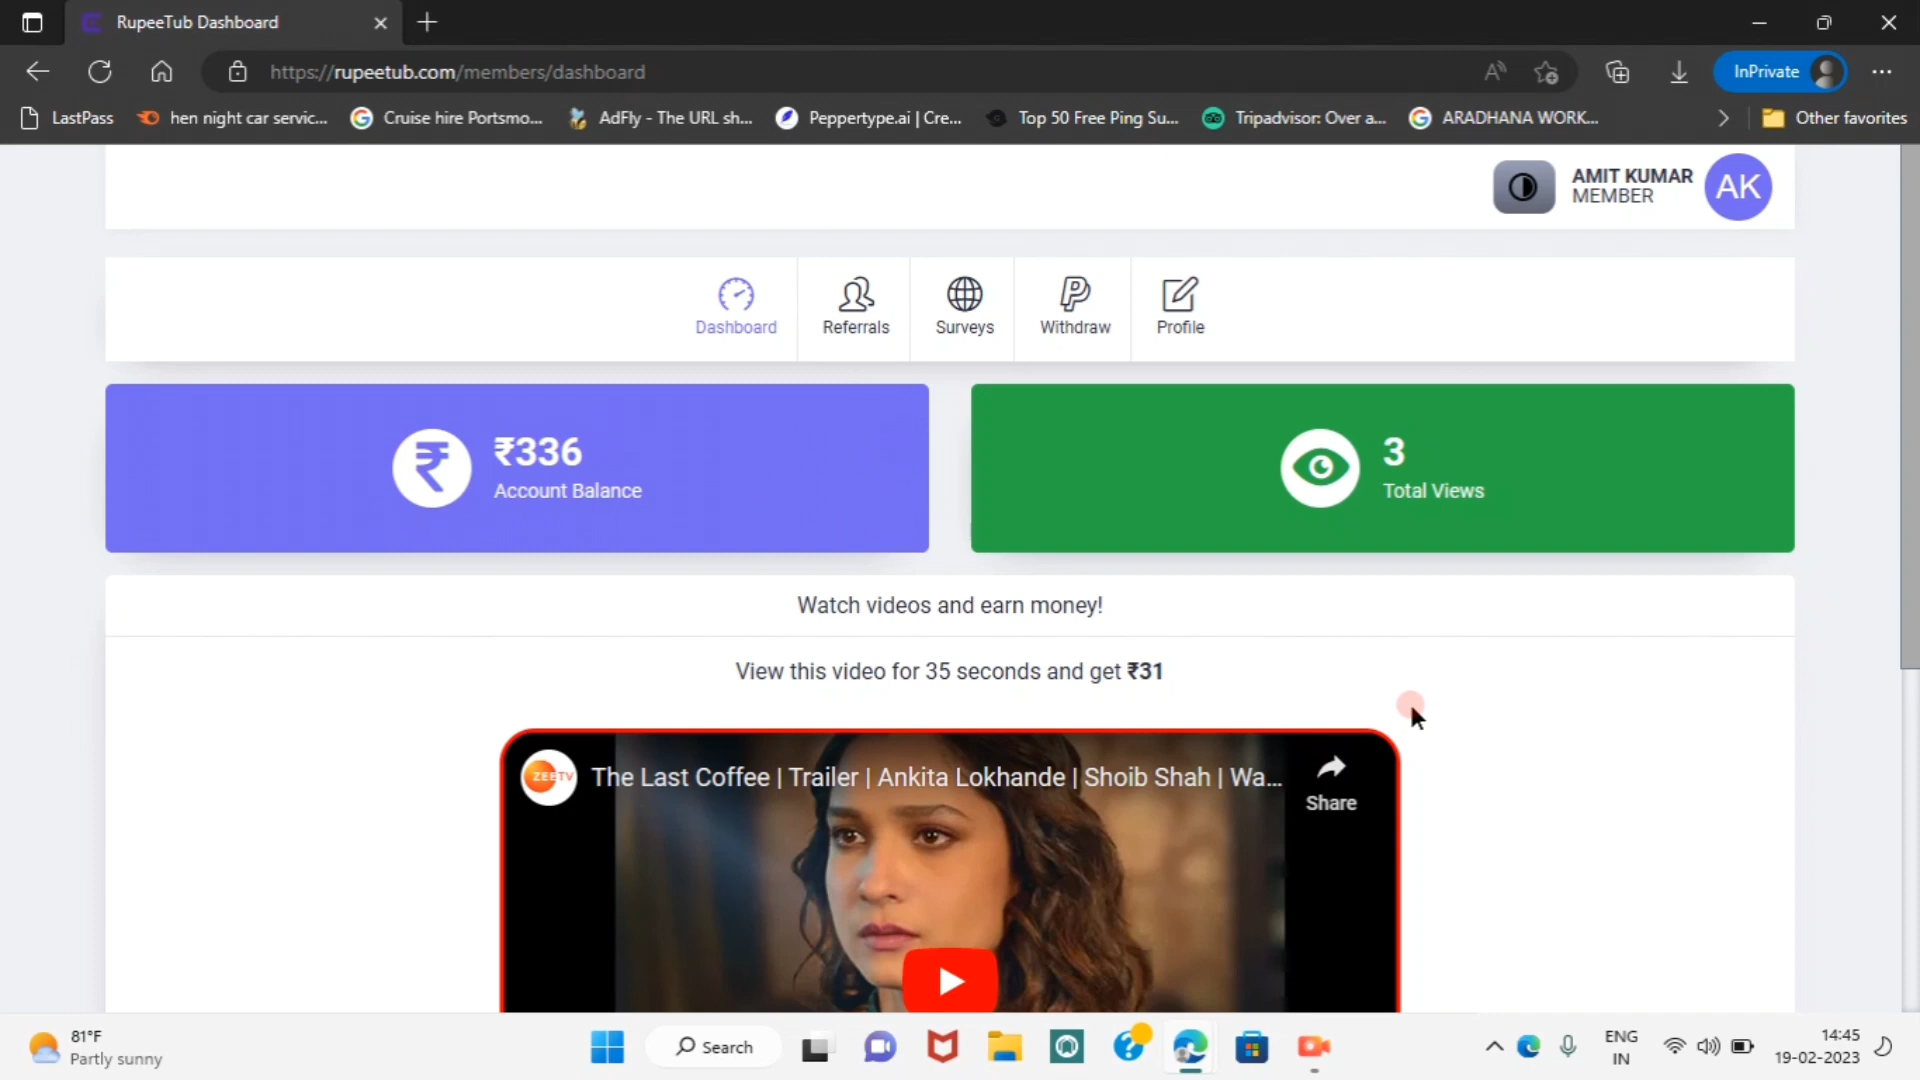 RupeeTub Dashboard
https://rupeetub.com/members/dashboard
InPrivate
LastPass
hen night car servic...
Cruise hire Portsmo...
AdFly - The URL sh...
Peppertype.ai | Cre...
Top 50 Free Ping Su...
Tripadvisor: Over a...
ARADHANA WORK...
Other favorites
AMIT KUMAR
MEMBER
AK
Dashboard
Referrals
Surveys
Withdraw
Profile
₹336
Account Balance
3
Total Views
Watch videos and earn money!
View this video for 35 seconds and get ₹31
ZEETV
The Last Coffee | Trailer | Ankita Lokhande | Shoib Shah | Wa...
Share
81°F
Partly sunny
Search
ENG
IN
14:45
19-02-2023